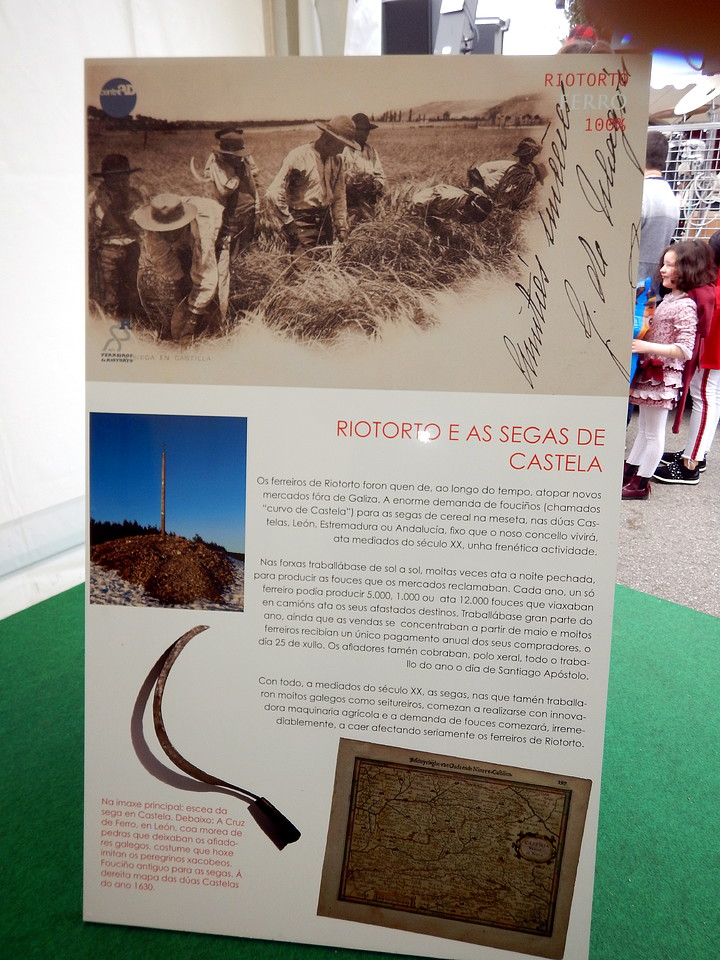 centrAD
RIOTORTO
FERRO
100%
FERREIROS
de RIOTORTO
SIEGA EN CASTILLA
RIOTORTO E AS SEGAS DE
CASTELA
Os ferreiros de Riotorto foron quen de, ao longo do tempo, atopar novos
mercados fóra de Galiza. A enorme demanda de fouciños (chamados
"curvo de Castela") para as segas de cereal na meseta, nas dúas Cas-
telas, León, Estremadura ou Andalucía, fixo que o noso concello vivirá,
ata mediados do século XX, unha frenética actividade.
Nas forxas traballábase de sol a sol, moitas veces ata a noite pechada,
para producir as fouces que os mercados reclamaban. Cada ano, un só
ferreiro podía producir 5.000, 1.000 ou ata 12.000 fouces que viaxaban
en camións ata os seus afastados destinos. Traballábase gran parte do
ano, ainda que as vendas se concentraban a partir de maio e moitos
ferreiros recibían un único pagamento anual dos seus compradores, o
día 25 de xullo. Os afiadores tamén cobraban, polo xeral, todo o traba-
llo do ano o día de Santiago Apóstolo.
Con todo, a mediados do século XX, as segas, nas que tamén traballa-
ron moitos galegos como seitureiros, comezan a realizarse con innova-
dora maquinaria agrícola e a demanda de fouces comezará, irreme-
diablemente, a caer afectando seriamente os ferreiros de Riotorto.
Na imaxe principal: escea da
sega en Castela. Debaixo: A Cruz
de Ferro, en León, coa morea de
pedras que deixaban os afiado-
res galegos, costume que hoxe
imitan os peregrinos xacobeos.
Fouciño antiguo para as segas. Á
dereita mapa das dúas Castelas
do ano 1630.